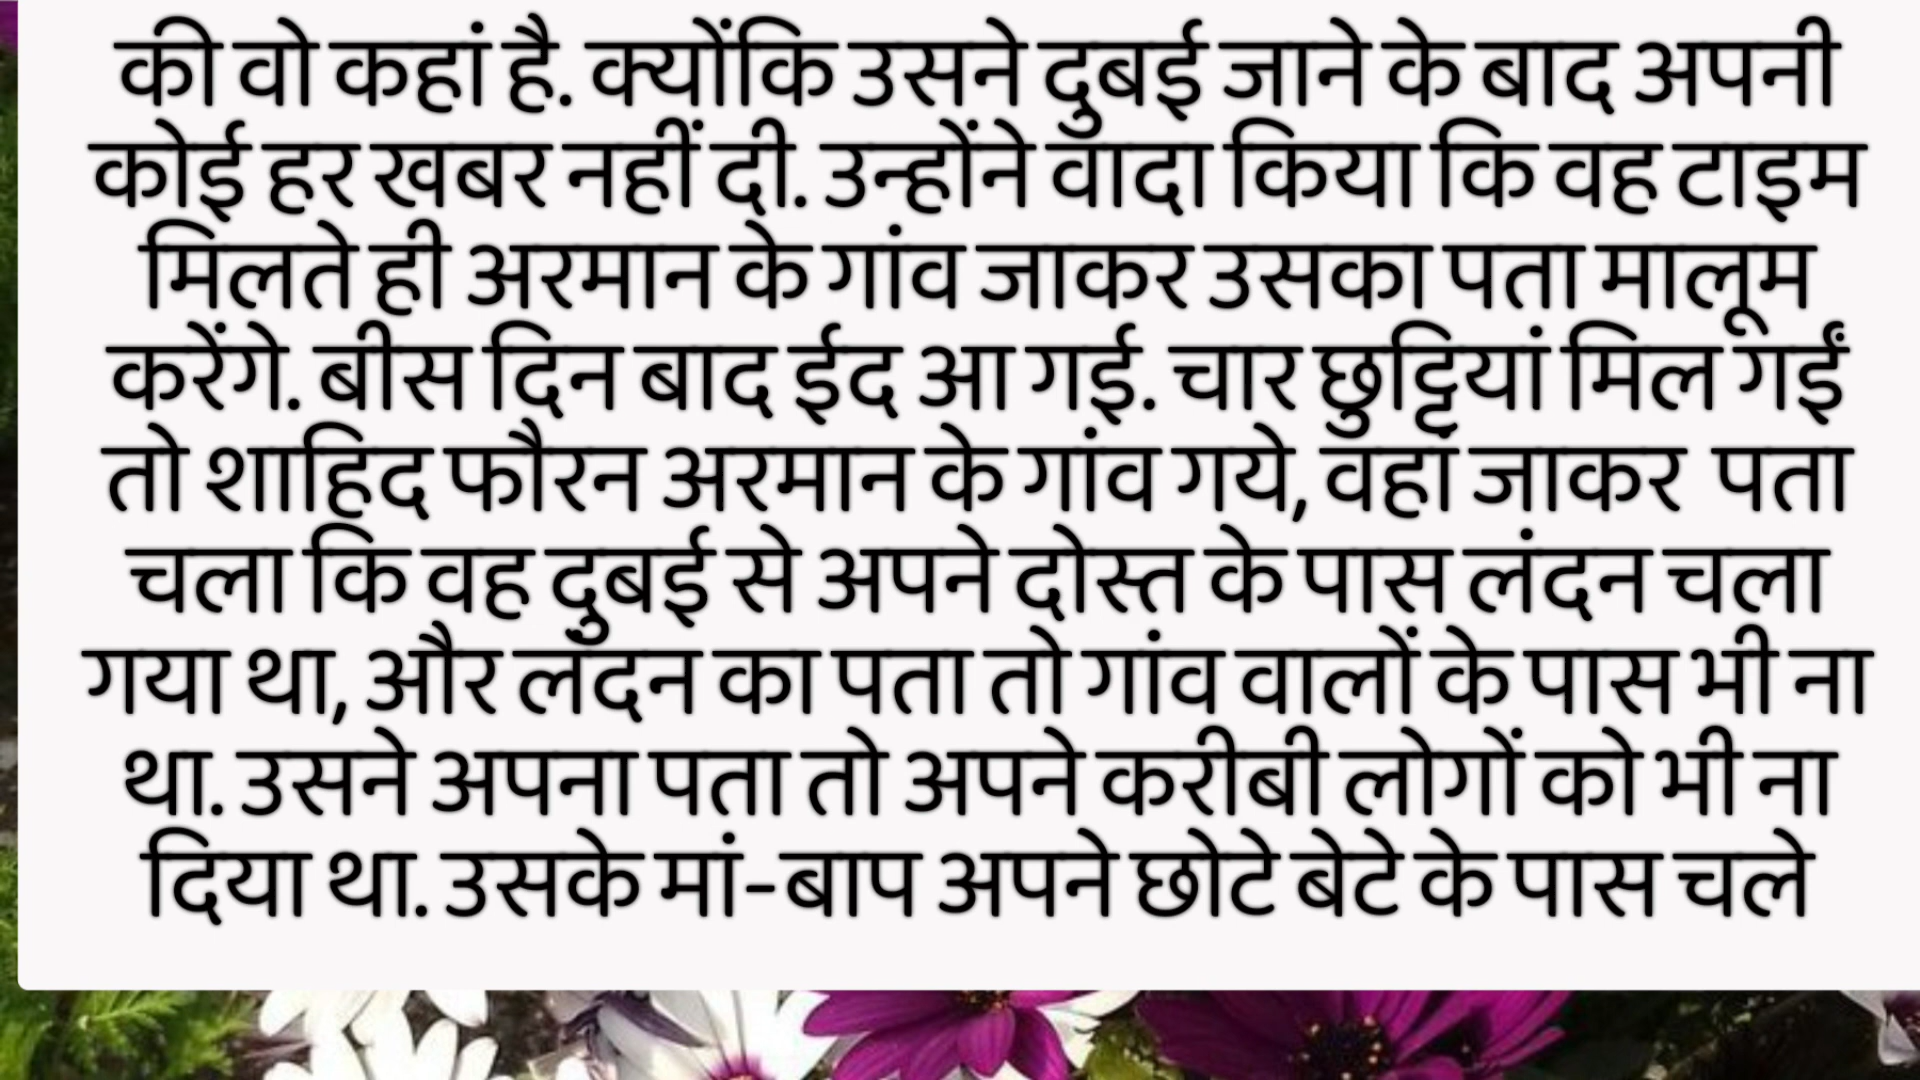 की वो कहां है. क्योंकि उसने दुबई जाने के बाद अपनी
कोई हर खबर नहीं दी. उन्होंने वादा किया कि वह टाइम
मिलते ही अरमान के गांव जाकर उसका पता मालूम
करेंगे. बीस दिन बाद ईद आ गई. चार छुट्टियां मिल गईं
तो शाहिद फौरन अरमान के गांव गये, वहां जाकर पता
चला कि वह दुबई से अपने दोस्त के पास लंदन चला
गया था, और लंदन का पता तो गांव वालों के पास भी ना
था. उसने अपना पता तो अपने करीबी लोगों को भी ना
दिया था. उसके मां-बाप अपने छोटे बेटे के पास चले